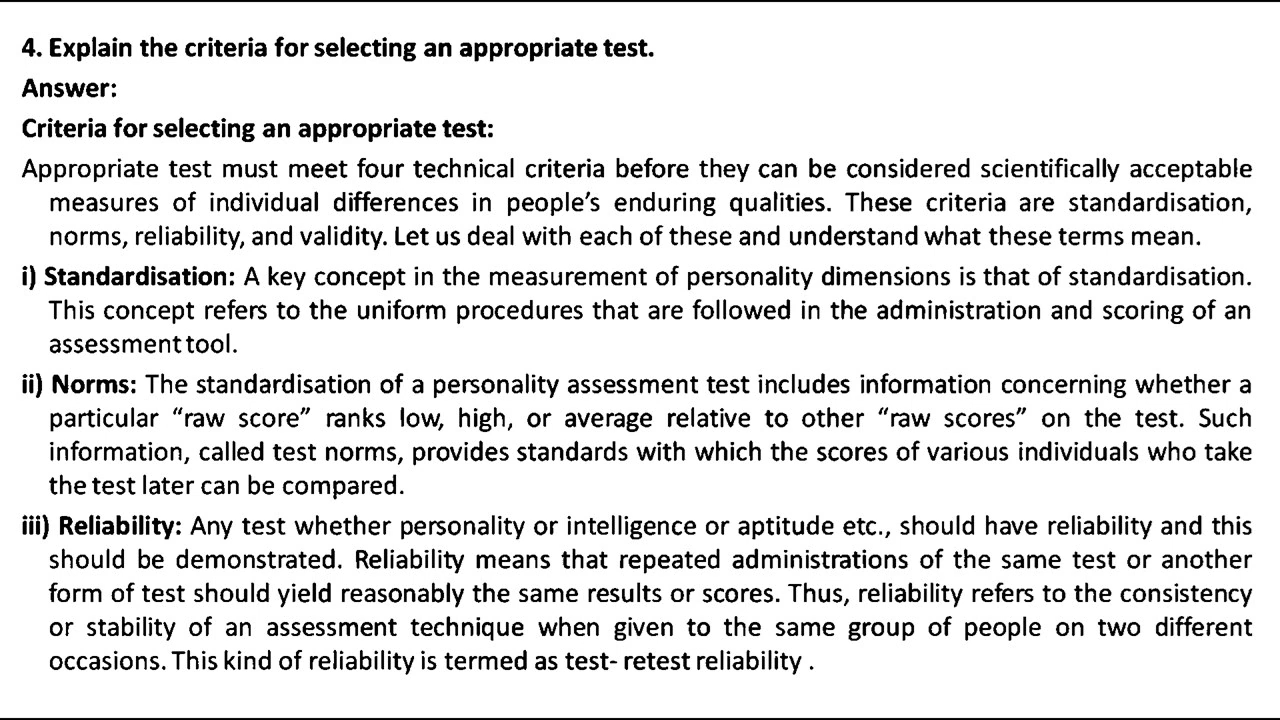 4. Explain the criteria for selecting an appropriate test.
Answer:
Criteria for selecting an appropriate test:
Appropriate test must meet four technical criteria before they can be considered scientifically acceptable
measures of individual differences in people’s enduring qualities. These criteria are standardisation,
norms, reliability, and validity. Let us deal with each of these and understand what these terms mean.
i) Standardisation: A key concept in the measurement of personality dimensions is that of standardisation.
This concept refers to the uniform procedures that are followed in the administration and scoring of an
assessment tool.
ii) Norms: The standardisation of a personality assessment test includes information concerning whether a
particular “raw score” ranks low, high, or average relative to other “raw scores” on the test. Such
information, called test norms, provides standards with which the scores of various individuals who take
the test later can be compared.
iii) Reliability: Any test whether personality or intelligence or aptitude etc., should have reliability and this
should be demonstrated. Reliability means that repeated administrations of the same test or another
form of test should yield reasonably the same results or scores. Thus, reliability refers to the consistency
or stability of an assessment technique when given to the same group of people on two different
occasions. This kind of reliability is termed as test- retest reliability .